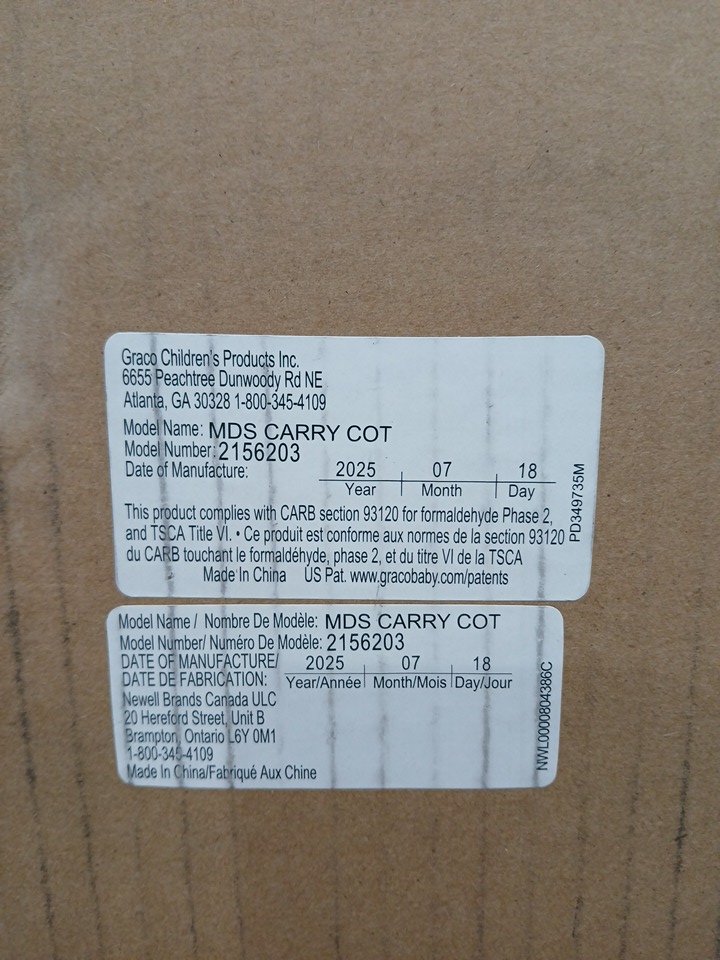 Graco Children's Products Inc.
6655 Peachtree Dunwoody Rd NE
Atlanta, GA 30328 1-800-345-4109
Model Name: MDS CARRY COT
Model Number: 2156203
Date of Manufacture: 2025 07 18
Year Month Day
This product complies with CARB section 93120 for formaldehyde Phase 2,
and TSCA Title VI. • Ce produit est conforme aux normes de la section 93120
du CARB touchant le formaldéhyde, phase 2, et du titre VI de la TSCA
Made In China US Pat. www.gracobaby.com/patents
PD349735M
Model Name / Nombre De Modèle: MDS CARRY COT
Model Number/ Numéro De Modèle: 2156203
DATE OF MANUFACTURE/ 2025 07 18
DATE DE FABRICATION: Year/Année Month/Mois Day/Jour
Newell Brands Canada ULC
20 Hereford Street, Unit B
Brampton, Ontario L6Y 0M1
1-800-345-4109
Made In China/Fabriqué Aux Chine
NWL0000804386C